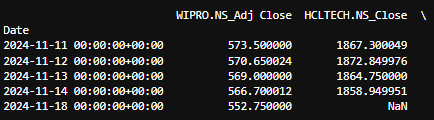 WIPRO.NS_Adj Close  HCLTECH.NS_Close  \
Date
2024-11-11 00:00:00+00:00  573.500000  1867.300049
2024-11-12 00:00:00+00:00  570.650024  1872.849976
2024-11-13 00:00:00+00:00  569.000000  1864.750000
2024-11-14 00:00:00+00:00  566.700012  1858.949951
2024-11-18 00:00:00+00:00  552.750000  NaN